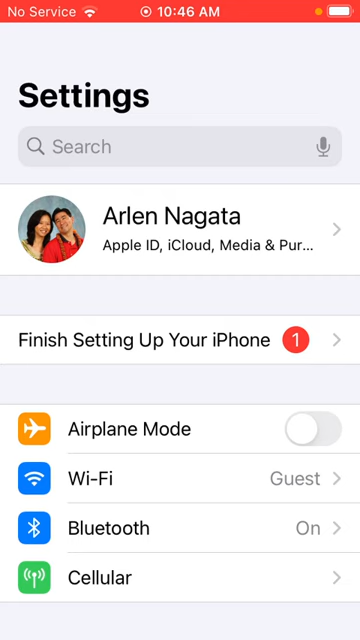 No Service 10:46 AM
Settings
Search
Arlen Nagata
Apple ID, iCloud, Media & Pur...
Finish Setting Up Your iPhone 1
Airplane Mode
Wi-Fi Guest
Bluetooth On
Cellular